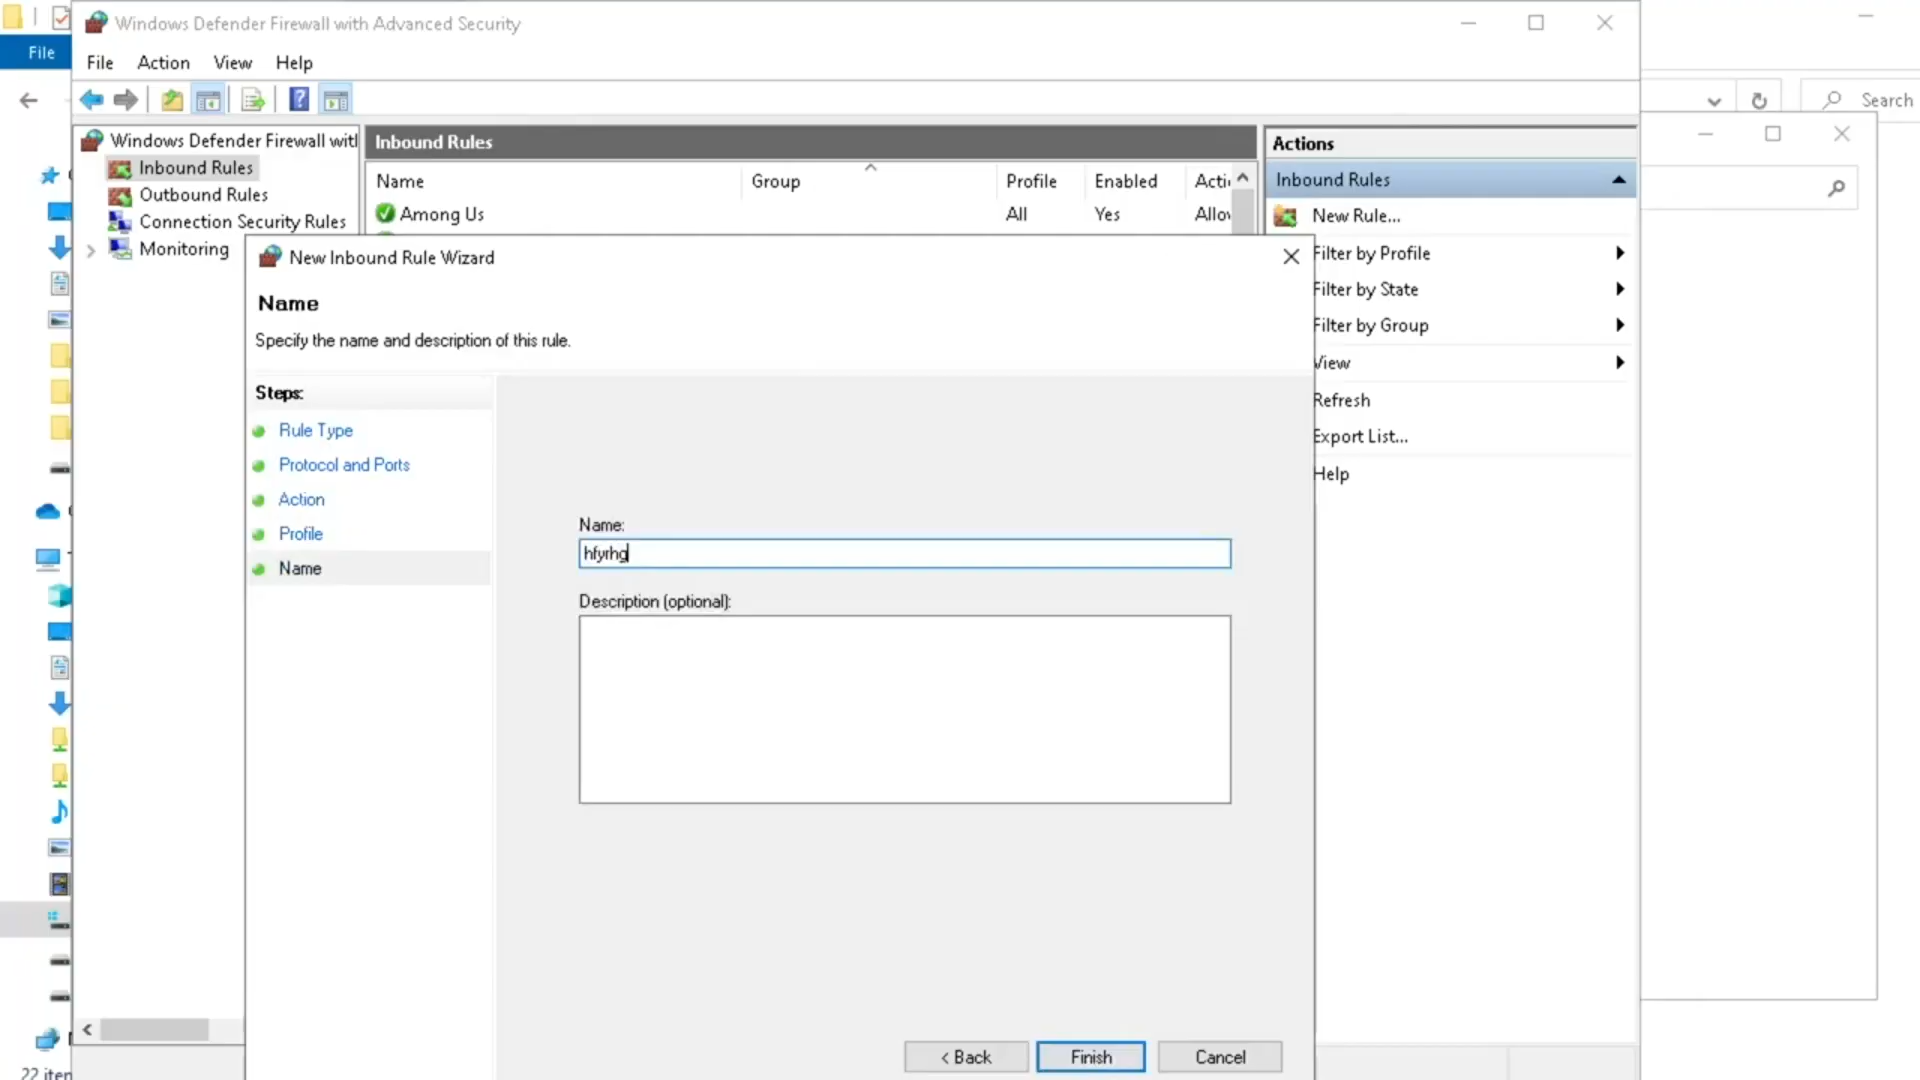 Windows Defender Firewall with Advanced Security
File
File
Action
View
Help
Search
Windows Defender Firewall with
Inbound Rules
Outbound Rules
Connection Security Rules
Monitoring
Inbound Rules
Name
Group
Profile
Enabled
Acti
Among Us
All
Yes
Allo
Actions
Inbound Rules
New Rule...
Filter by Profile
Filter by State
Filter by Group
View
Refresh
Export List...
Help
New Inbound Rule Wizard
Name
Specify the name and description of this rule.
Steps:
Rule Type
Protocol and Ports
Action
Profile
Name
Name:
hfyrhg
Description (optional):
< Back
Finish
Cancel
22 iten